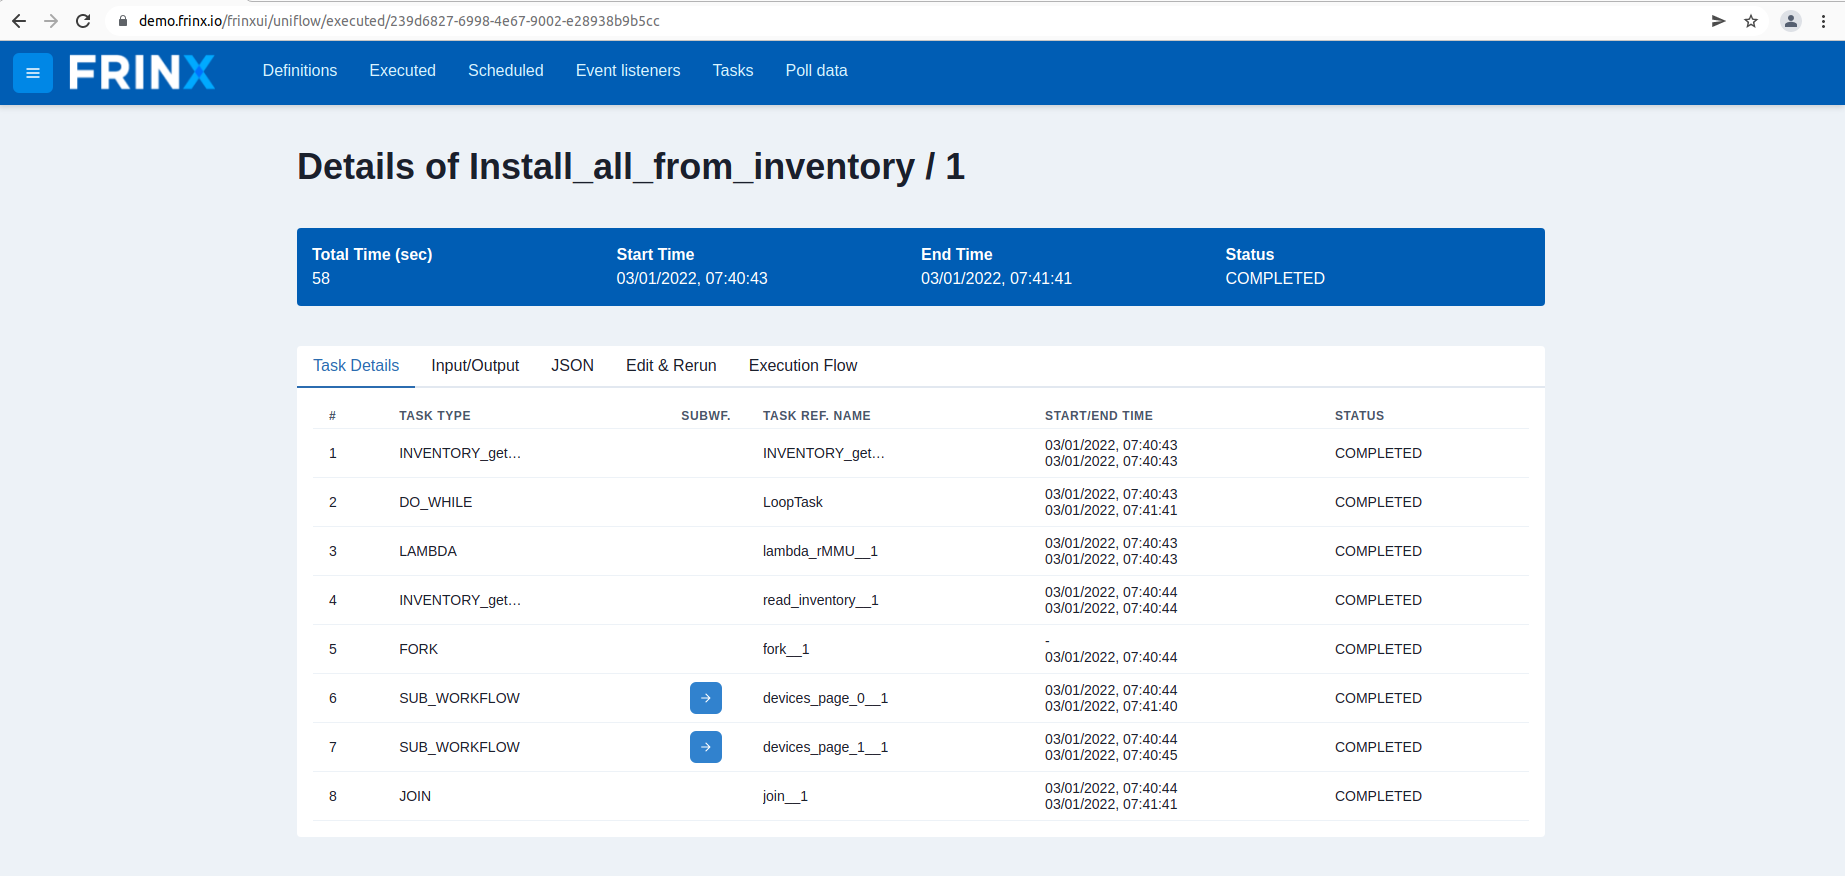 demo.frinx.io/frinxui/uniflow/executed/239d6827-6998-4e67-9002-e28938b9b5cc
FRINX Definitions Executed Scheduled Event listeners Tasks Poll data
Details of Install_all_from_inventory / 1
Total Time (sec) Start Time End Time Status
58 03/01/2022, 07:40:43 03/01/2022, 07:41:41 COMPLETED
Task Details Input/Output JSON Edit & Rerun Execution Flow
# TASK TYPE SUBWF. TASK REF. NAME START/END TIME STATUS
1 INVENTORY_get… INVENTORY_get… 03/01/2022, 07:40:43 COMPLETED
03/01/2022, 07:40:43
2 DO_WHILE LoopTask 03/01/2022, 07:40:43 COMPLETED
03/01/2022, 07:41:41
3 LAMBDA lambda_rMMU__1 03/01/2022, 07:40:43 COMPLETED
03/01/2022, 07:40:43
4 INVENTORY_get… read_inventory__1 03/01/2022, 07:40:44 COMPLETED
03/01/2022, 07:40:44
5 FORK fork__1 - COMPLETED
03/01/2022, 07:40:44
6 SUB_WORKFLOW devices_page_0__1 03/01/2022, 07:40:44 COMPLETED
03/01/2022, 07:41:40
7 SUB_WORKFLOW devices_page_1__1 03/01/2022, 07:40:44 COMPLETED
03/01/2022, 07:40:45
8 JOIN join__1 03/01/2022, 07:40:44 COMPLETED
03/01/2022, 07:41:41